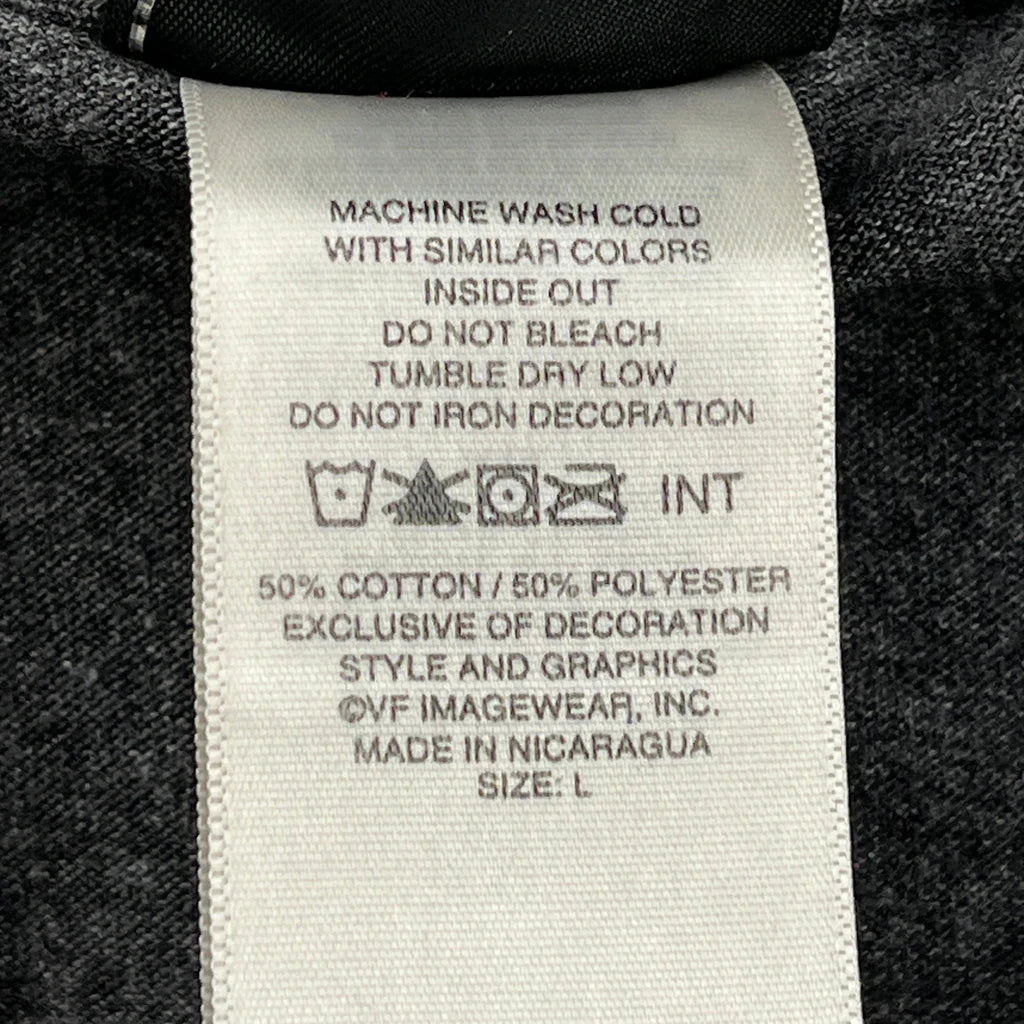 MACHINE WASH COLD
WITH SIMILAR COLORS
INSIDE OUT
DO NOT BLEACH
TUMBLE DRY LOW
DO NOT IRON DECORATION
INT
50% COTTON / 50% POLYESTER
EXCLUSIVE OF DECORATION
STYLE AND GRAPHICS
©VF IMAGEWEAR, INC.
MADE IN NICARAGUA
SIZE: L